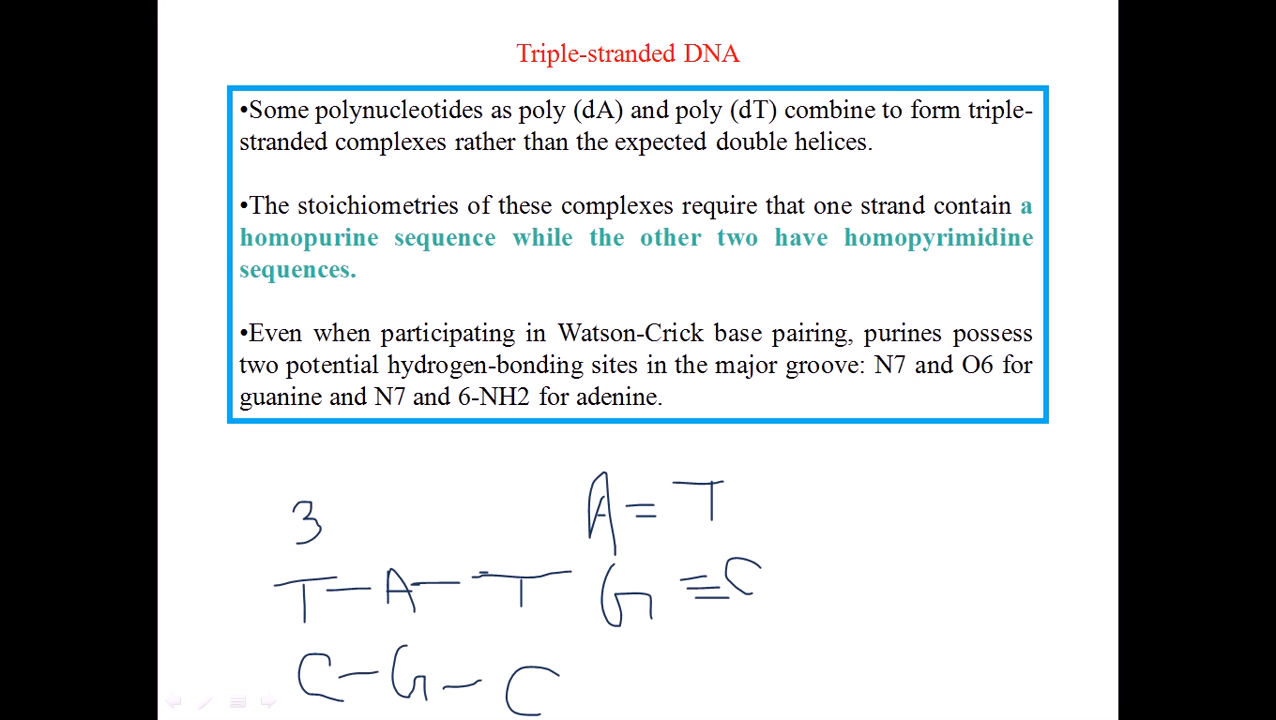 Triple-stranded DNA
•Some polynucleotides as poly (dA) and poly (dT) combine to form triple-
stranded complexes rather than the expected double helices.
•The stoichiometries of these complexes require that one strand contain a
homopurine sequence while the other two have homopyrimidine
sequences.
•Even when participating in Watson-Crick base pairing, purines possess
two potential hydrogen-bonding sites in the major groove: N7 and O6 for
guanine and N7 and 6-NH2 for adenine.
A = T
3
T - A - T
G ≡ C
C - G - C